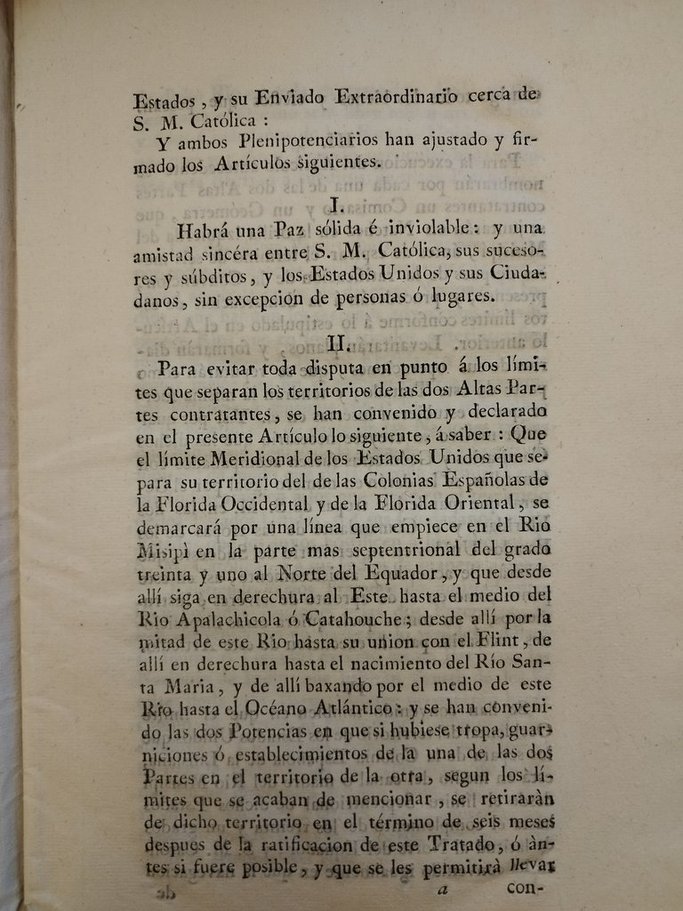 Estados, y su Enviado Extraordinario cerca de
S. M. Católica :
Y ambos Plenipotenciarios han ajustado y fir-
mado los Artículos siguientes.
I.
Habrá una Paz sólida é inviolable : y una
amistad sincéra entre S. M. Católica, sus suceso-
res y súbditos, y los Estados Unidos y sus Ciuda-
danos, sin excepcion de personas ó lugares.
II.
Para evitar toda disputa en punto á los lími-
tes que separan los territorios de las dos Altas Par-
tes contratantes, se han convenido y declarado
en el presente Artículo lo siguiente, á saber : Que
el límite Meridional de los Estados Unidos que se-
para su territorio del de las Colonias Españolas de
la Florida Occidental y de la Florida Oriental, se
demarcará por una línea que empiece en el Rio
Misipì en la parte mas septentrional del grado
treinta y uno al Norte del Equador, y que desde
allí siga en derechura al Este hasta el medio del
Rio Apalachicola ó Catahouche ; desde allí por la
mitad de este Rio hasta su union con el Flint, de
allí en derechura hasta el nacimiento del Río San-
ta Maria, y de allí baxando por el medio de este
Rio hasta el Océano Atlántico : y se han conveni-
do las dos Potencias en que si hubiese tropa, guar-
niciones ó establecimientos de la una de las dos
Partes en el territorio de la otra, segun los lí-
mites que se acaban de mencionar, se retiraràn
de dicho territorio en el término de seis meses
despues de la ratificacion de este Tratado, ó àn-
tes si fuere posible, y que se les permitirà llevar
a con-